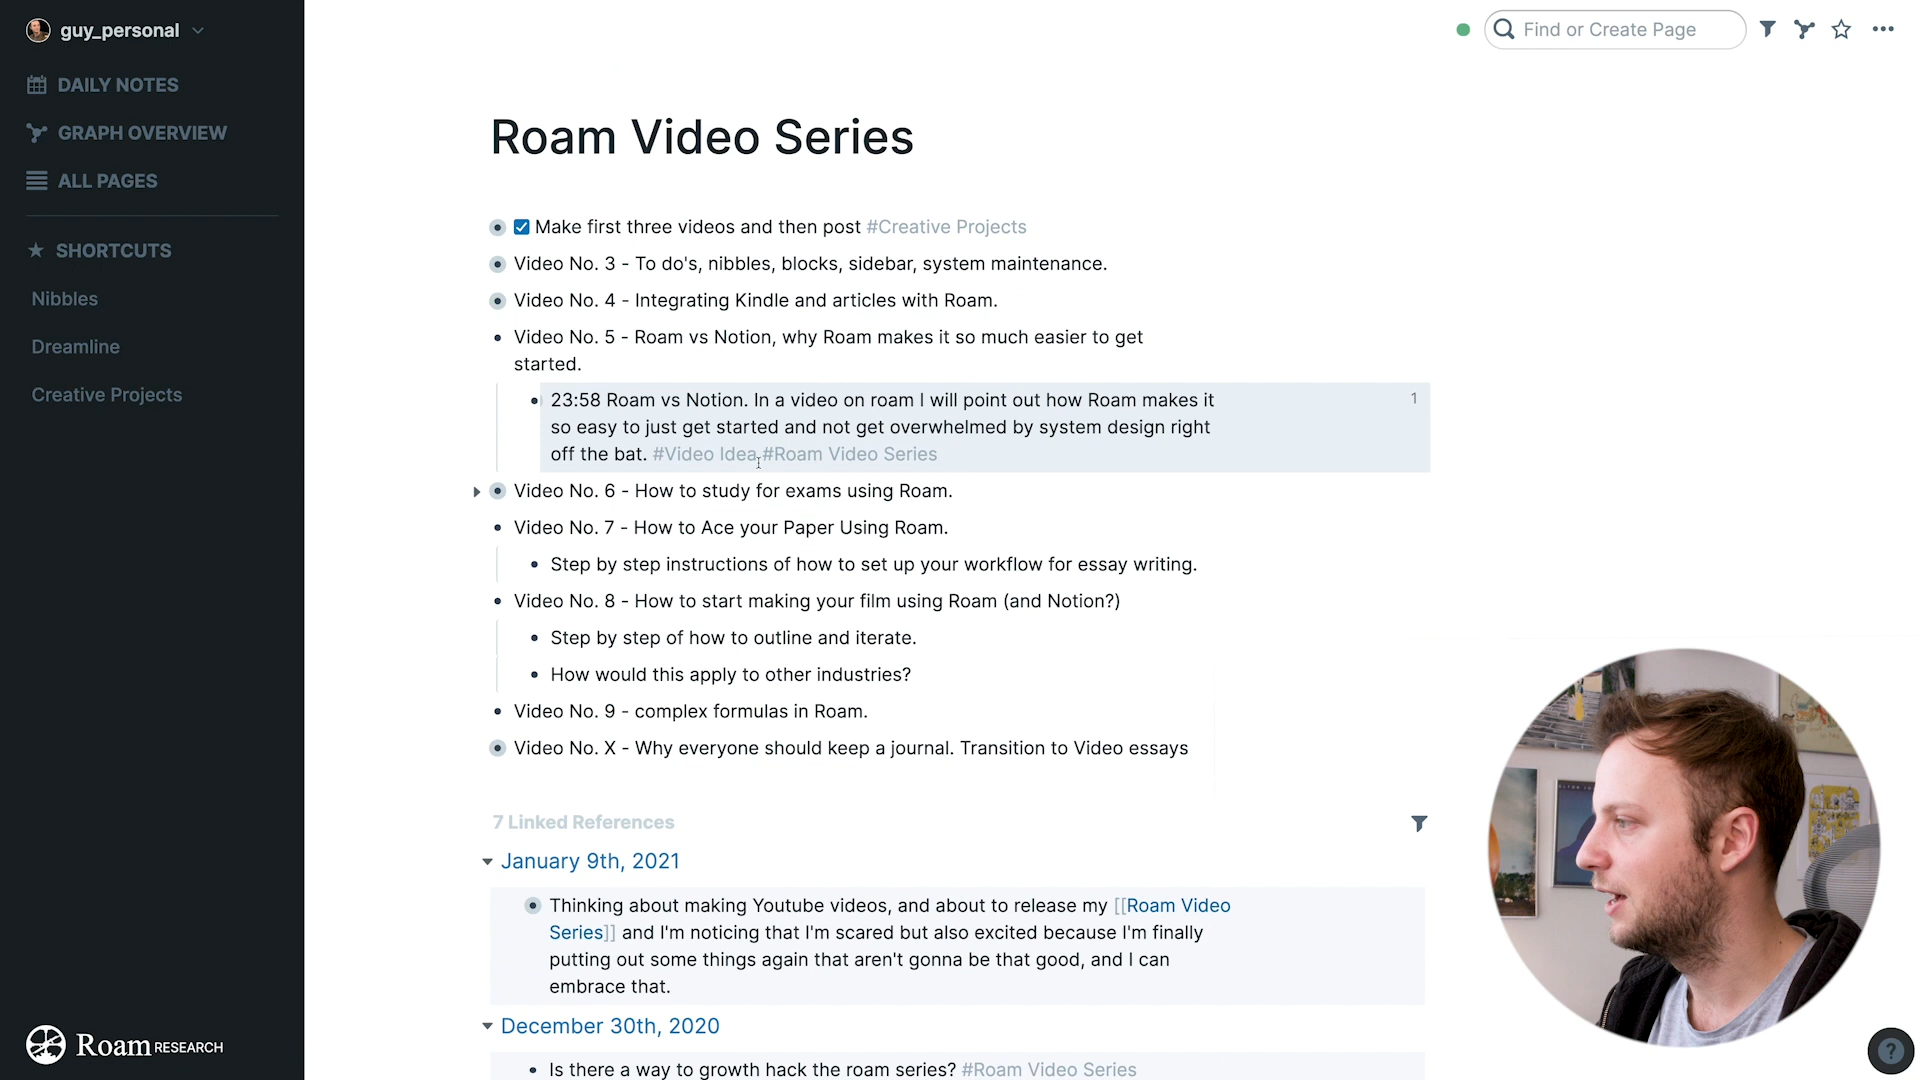 guy_personal
Find or Create Page
DAILY NOTES
GRAPH OVERVIEW
ALL PAGES
SHORTCUTS
Nibbles
Dreamline
Creative Projects
Roam RESEARCH
Roam Video Series
Make first three videos and then post #Creative Projects
Video No. 3 - To do's, nibbles, blocks, sidebar, system maintenance.
Video No. 4 - Integrating Kindle and articles with Roam.
Video No. 5 - Roam vs Notion, why Roam makes it so much easier to get
started.
23:58 Roam vs Notion. In a video on roam I will point out how Roam makes it
1
so easy to just get started and not get overwhelmed by system design right
off the bat. #Video Idea #Roam Video Series
Video No. 6 - How to study for exams using Roam.
Video No. 7 - How to Ace your Paper Using Roam.
Step by step instructions of how to set up your workflow for essay writing.
Video No. 8 - How to start making your film using Roam (and Notion?)
Step by step of how to outline and iterate.
How would this apply to other industries?
Video No. 9 - complex formulas in Roam.
Video No. X - Why everyone should keep a journal. Transition to Video essays
7 Linked References
January 9th, 2021
Thinking about making Youtube videos, and about to release my [[Roam Video
Series]] and I'm noticing that I'm scared but also excited because I'm finally
putting out some things again that aren't gonna be that good, and I can
embrace that.
December 30th, 2020
Is there a way to growth hack the roam series? #Roam Video Series
?